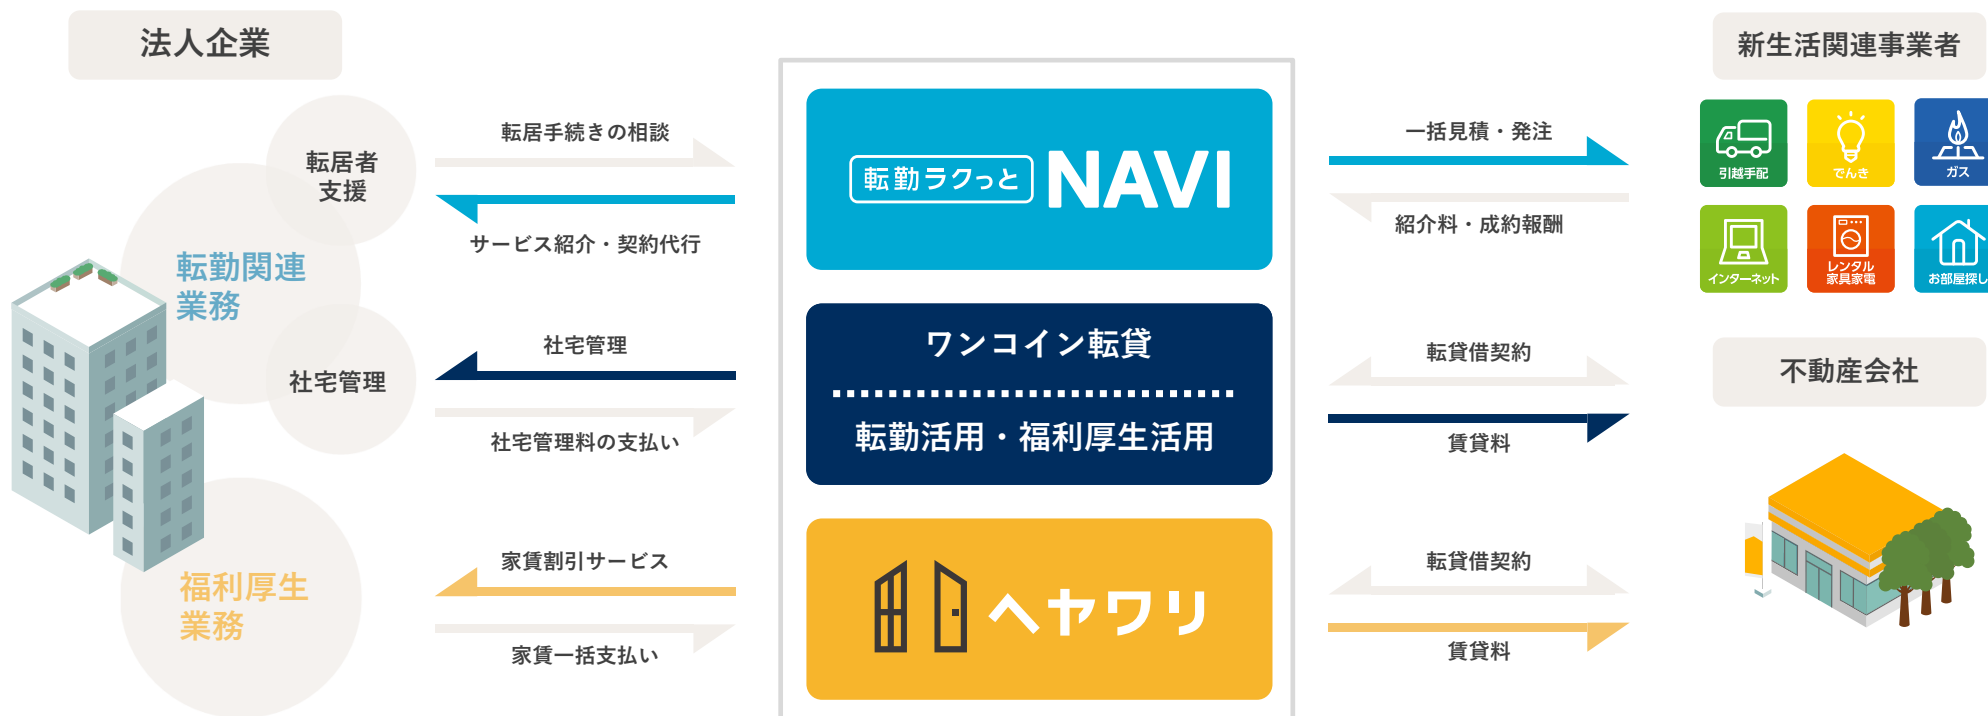 法人企業
転居者
支援
転勤関連
業務
社宅管理
福利厚生
業務
転居手続きの相談
サービス紹介・契約代行
社宅管理
社宅管理料の支払い
家賃割引サービス
家賃一括支払い
転勤ラクっと NAVI
ワンコイン転貸
転勤活用・福利厚生活用
ヘヤワリ
一括見積・発注
紹介料・成約報酬
転貸借契約
賃貸料
転貸借契約
賃貸料
新生活関連事業者
引越手配
でんき
ガス
インターネット
レンタル
家具家電
お部屋探し
不動産会社